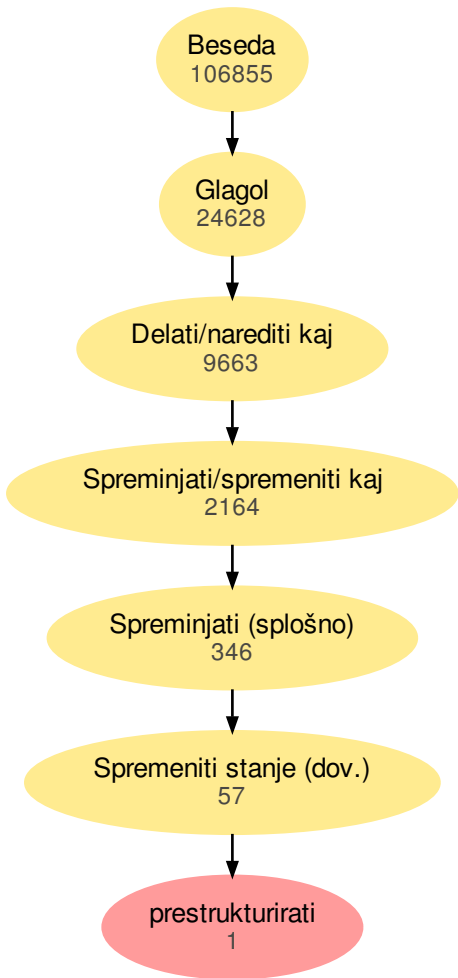 Beseda
106855
Glagol
24628
Delati/narediti kaj
9663
Spreminjati/spremeniti kaj
2164
Spreminjati (splošno)
346
Spremeniti stanje (dov.)
57
prestrukturirati
1